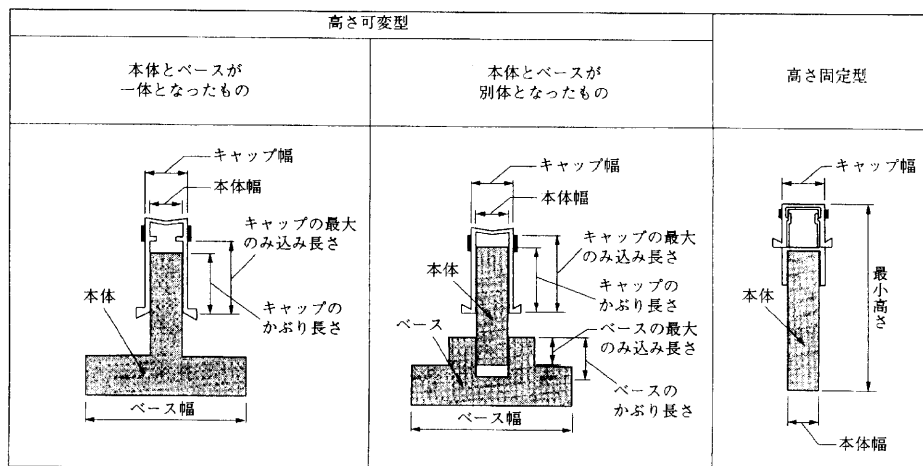 高さ可変型
本体とベースが
一体となったもの
本体とベースが
別体となったもの
高さ固定型
キャップ幅
本体幅
キャップの最大
のみ込み長さ
キャップの
かぶり長さ
本体
ベース幅
キャップ幅
本体幅
キャップの最大
のみ込み長さ
本体
キャップの
かぶり長さ
ベース
ベースの最大
のみ込み長さ
ベースの
かぶり長さ
ベース幅
キャップ幅
本体
最小高さ
本体幅